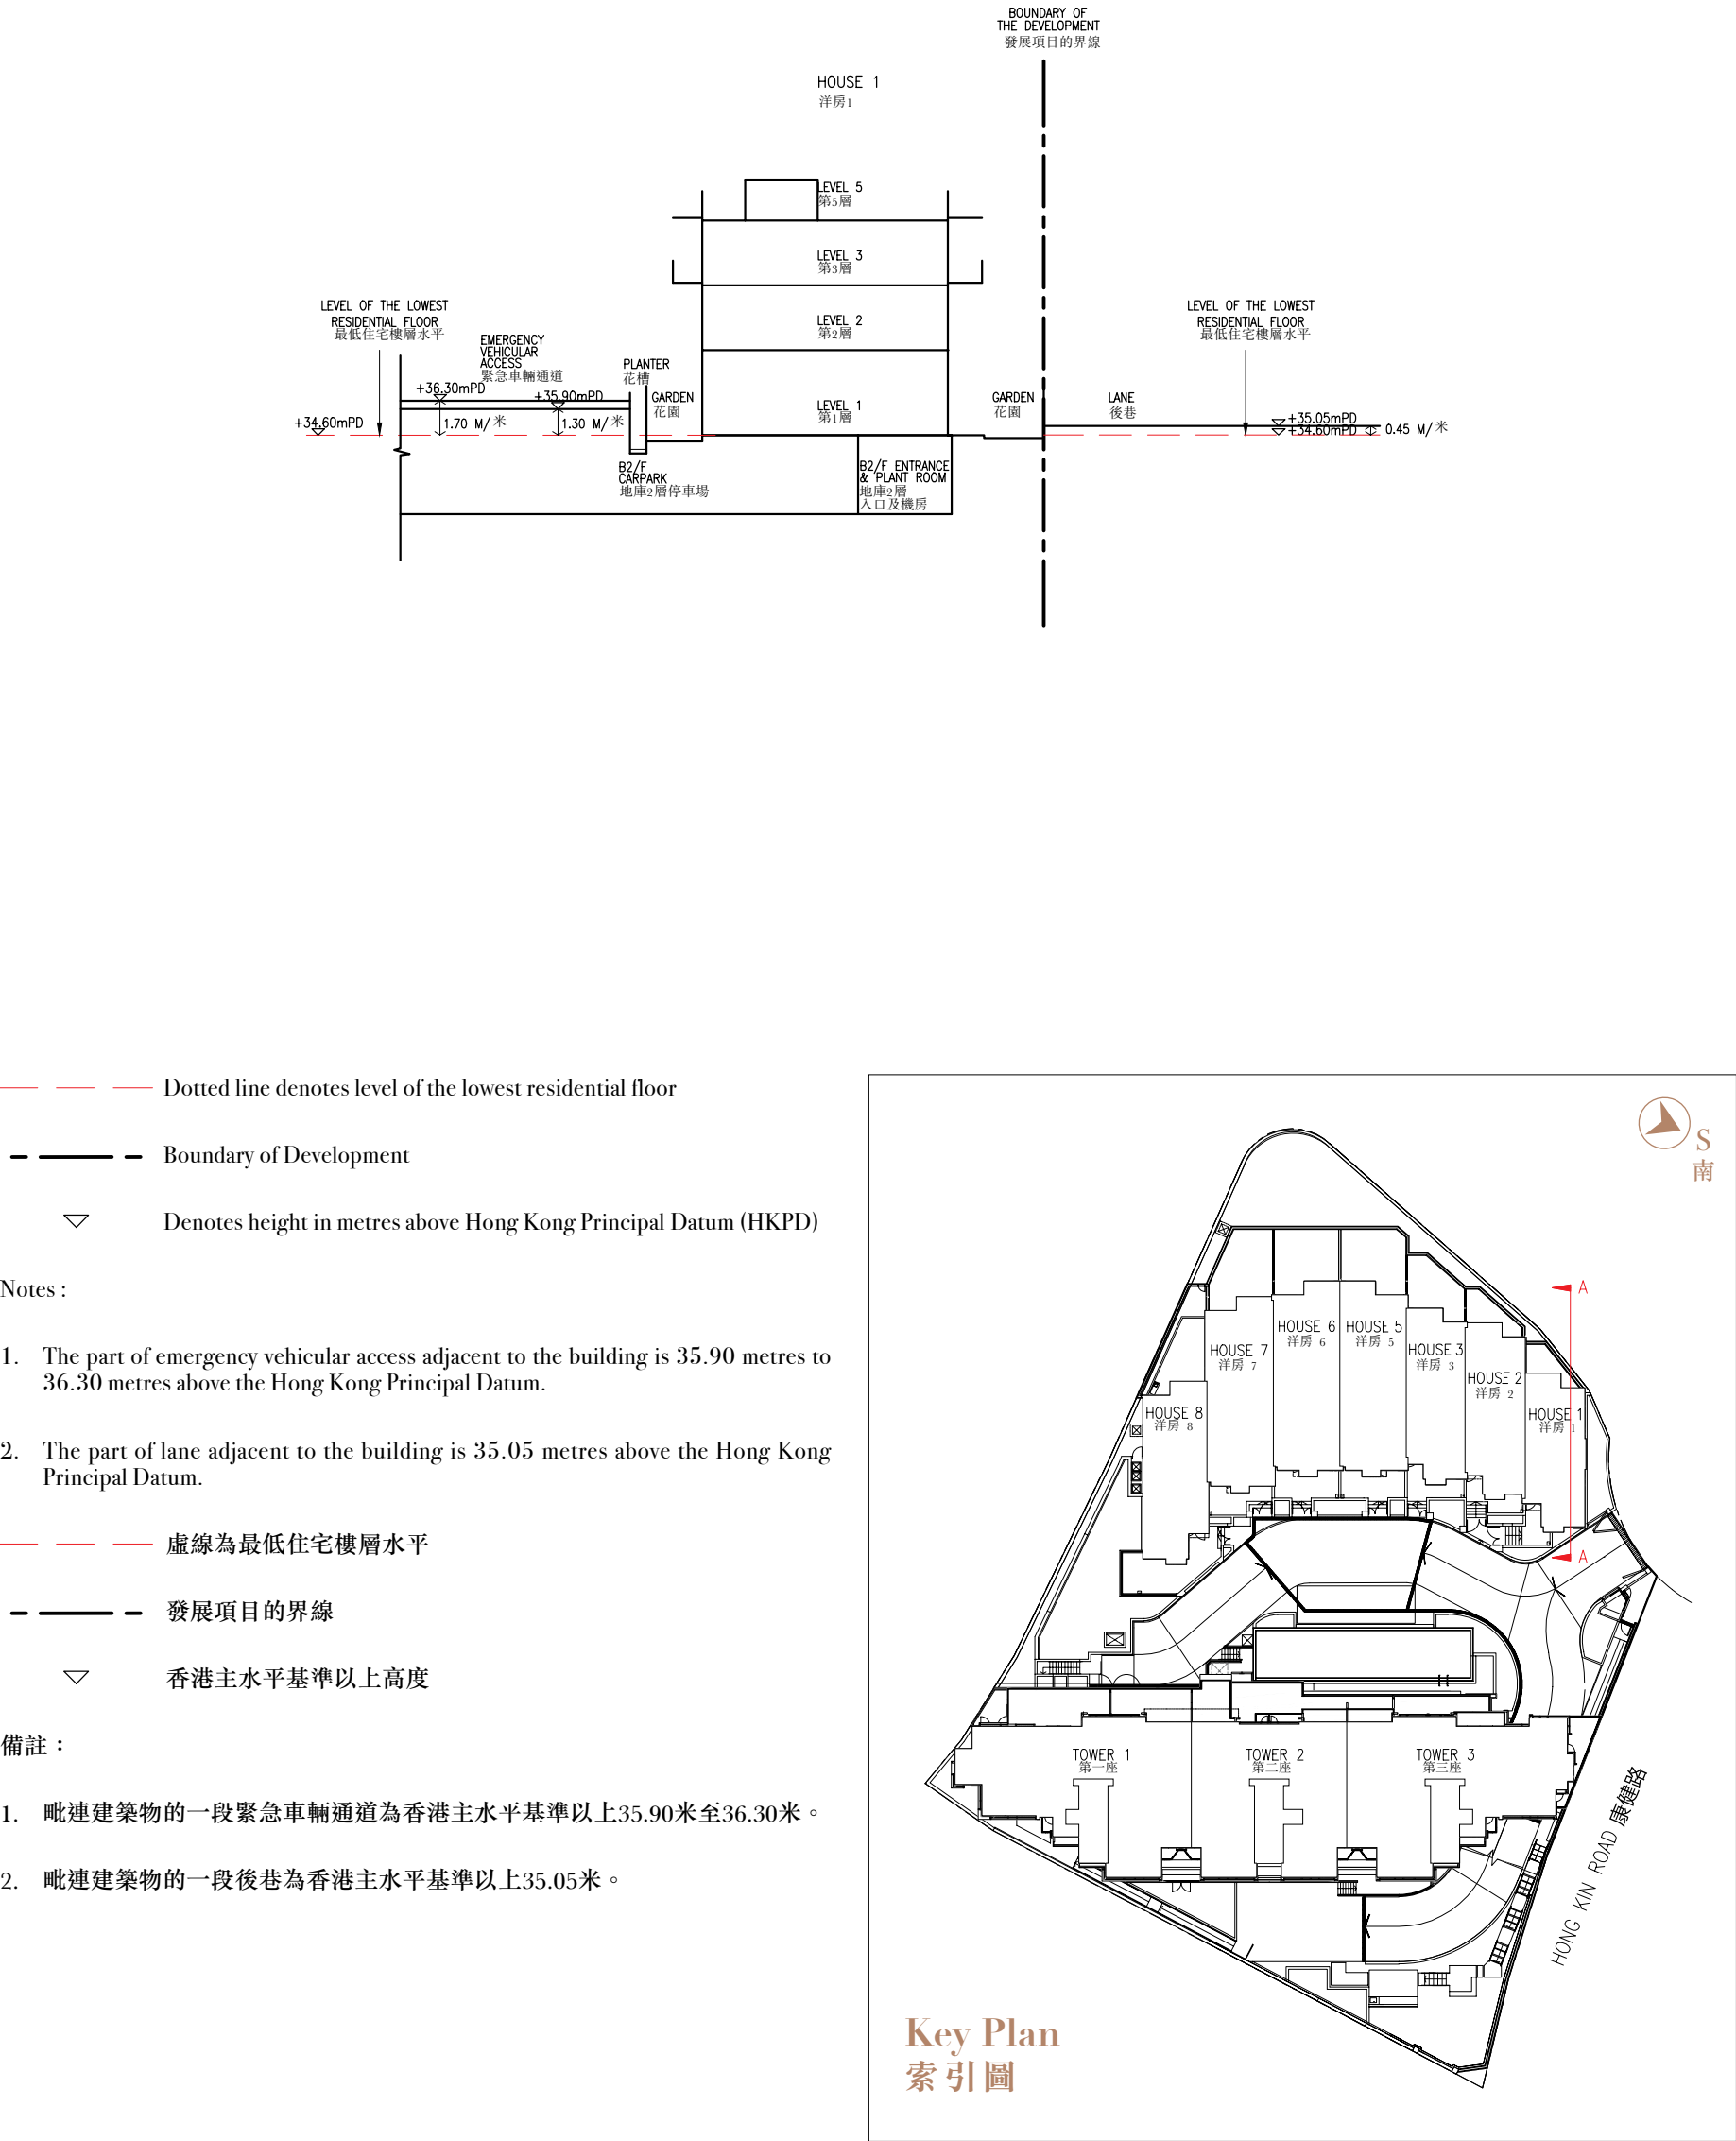 BOUNDARY OF
THE DEVELOPMENT
發展項目的界線
HOUSE 1
洋房1
LEVEL 5
第5層
LEVEL 3
第3層
LEVEL 2
第2層
LEVEL 1
第1層
LEVEL OF THE LOWEST
RESIDENTIAL FLOOR
最低住宅樓層水平
EMERGENCY
VEHICULAR
ACCESS
緊急車輛通道
PLANTER
花槽
GARDEN
花園
+36.30mPD
+35.90mPD
+34.60mPD
1.70 M/米
1.30 M/米
GARDEN
花園
LANE
後巷
LEVEL OF THE LOWEST
RESIDENTIAL FLOOR
最低住宅樓層水平
+35.05mPD
+34.60mPD
0.45 M/米
B2/F
CARPARK
地庫2層停車場
B2/F ENTRANCE
& PLANT ROOM
地庫2層
入口及機房
Dotted line denotes level of the lowest residential floor
Boundary of Development
Denotes height in metres above Hong Kong Principal Datum (HKPD)
Notes :
1. The part of emergency vehicular access adjacent to the building is 35.90 metres to
36.30 metres above the Hong Kong Principal Datum.
2. The part of lane adjacent to the building is 35.05 metres above the Hong Kong
Principal Datum.
虛線為最低住宅樓層水平
發展項目的界線
香港主水平基準以上高度
備註：
1. 毗連建築物的一段緊急車輛通道為香港主水平基準以上35.90米至36.30米。
2. 毗連建築物的一段後巷為香港主水平基準以上35.05米。
S
南
A
HOUSE 6
洋房 6
HOUSE 5
洋房 5
HOUSE 7
洋房 7
HOUSE 3
洋房 3
HOUSE 2
洋房 2
HOUSE 8
洋房 8
HOUSE 1
洋房 1
A
TOWER 1
第一座
TOWER 2
第二座
TOWER 3
第三座
HONG KIN ROAD 康健路
Key Plan
索引圖